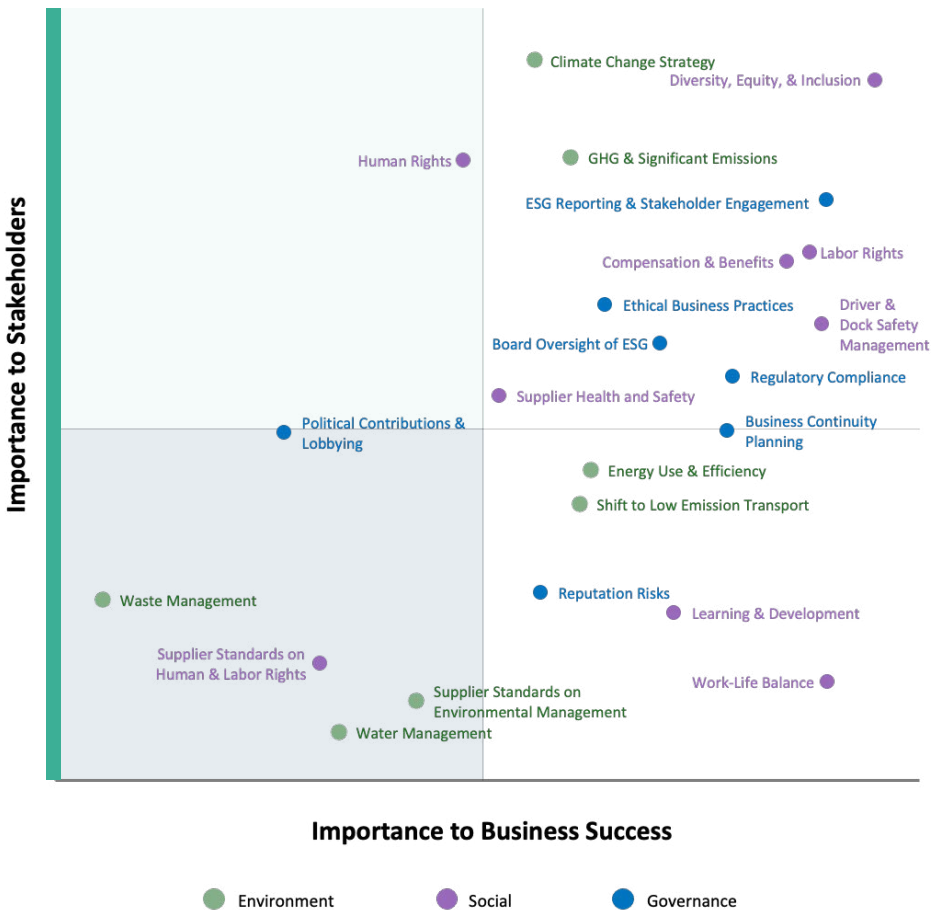 Climate Change Strategy
Diversity, Equity, & Inclusion
Human Rights
GHG & Significant Emissions
ESG Reporting & Stakeholder Engagement
Labor Rights
Compensation & Benefits
Ethical Business Practices
Driver &
Dock Safety
Management
Board Oversight of ESG
Regulatory Compliance
Supplier Health and Safety
Political Contributions &
Lobbying
Business Continuity
Planning
Energy Use & Efficiency
Shift to Low Emission Transport
Reputation Risks
Waste Management
Learning & Development
Supplier Standards on
Human & Labor Rights
Work-Life Balance
Supplier Standards on
Environmental Management
Water Management
Importance to Stakeholders
Importance to Business Success
Environment
Social
Governance